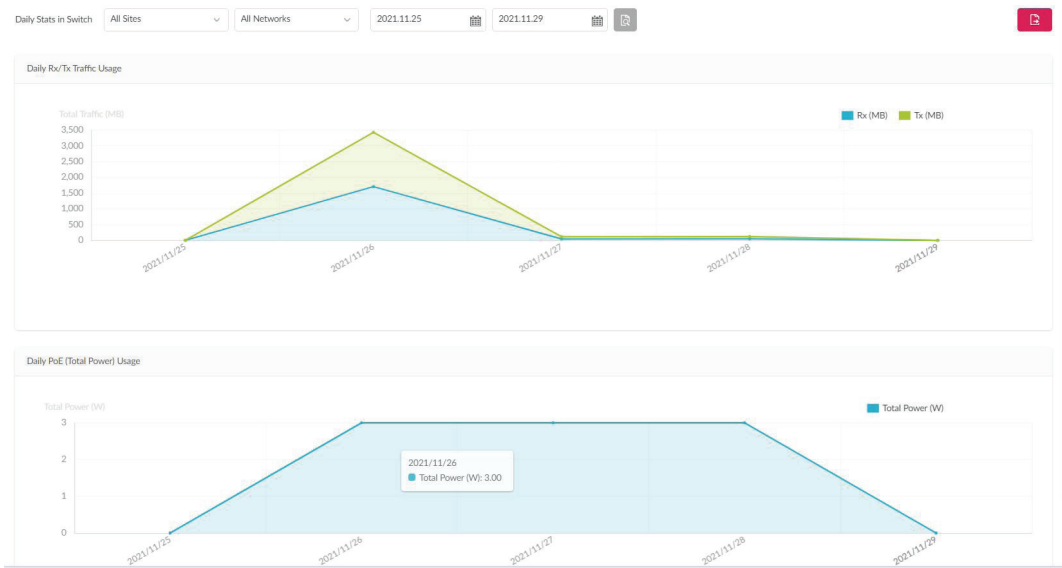 Daily Stats in Switch All Sites All Networks 2021.11.25 2021.11.29
Daily Rx/Tx Traffic Usage
Total Traffic (MB)
Rx (MB) Tx (MB)
3,500
3,000
2,500
2,000
1,500
1,000
500
0
2021/11/25 2021/11/26 2021/11/27 2021/11/28 2021/11/29
Daily PoE (Total Power) Usage
Total Power (W)
Total Power (W)
3
2
1
0
2021/11/26
Total Power (W): 3.00
2021/11/25 2021/11/26 2021/11/27 2021/11/28 2021/11/29